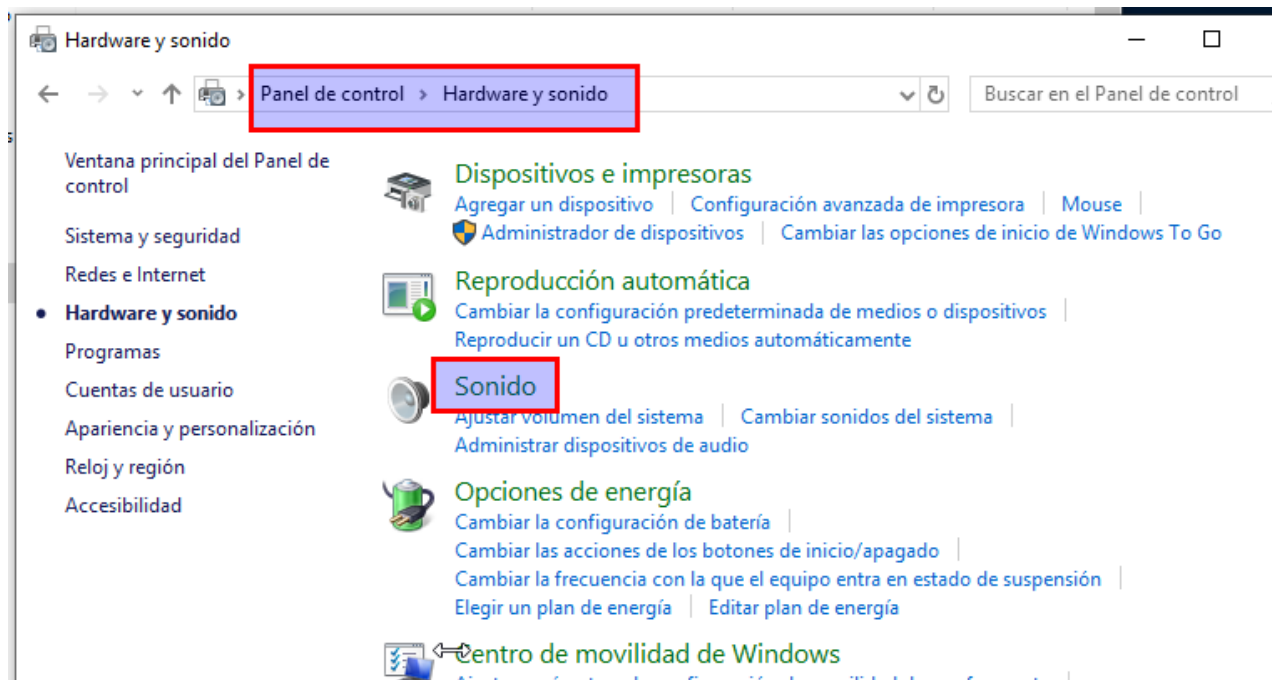 Hardware y sonido
Panel de control > Hardware y sonido
Buscar en el Panel de control
Ventana principal del Panel de
control
Sistema y seguridad
Redes e Internet
Hardware y sonido
Programas
Cuentas de usuario
Apariencia y personalización
Reloj y región
Accesibilidad
Dispositivos e impresoras
Agregar un dispositivo | Configuración avanzada de impresora | Mouse |
Administrador de dispositivos | Cambiar las opciones de inicio de Windows To Go
Reproducción automática
Cambiar la configuración predeterminada de medios o dispositivos |
Reproducir un CD u otros medios automáticamente
Sonido
Ajustar volumen del sistema | Cambiar sonidos del sistema |
Administrar dispositivos de audio
Opciones de energía
Cambiar la configuración de batería |
Cambiar las acciones de los botones de inicio/apagado |
Cambiar la frecuencia con la que el equipo entra en estado de suspensión |
Elegir un plan de energía | Editar plan de energía
Centro de movilidad de Windows